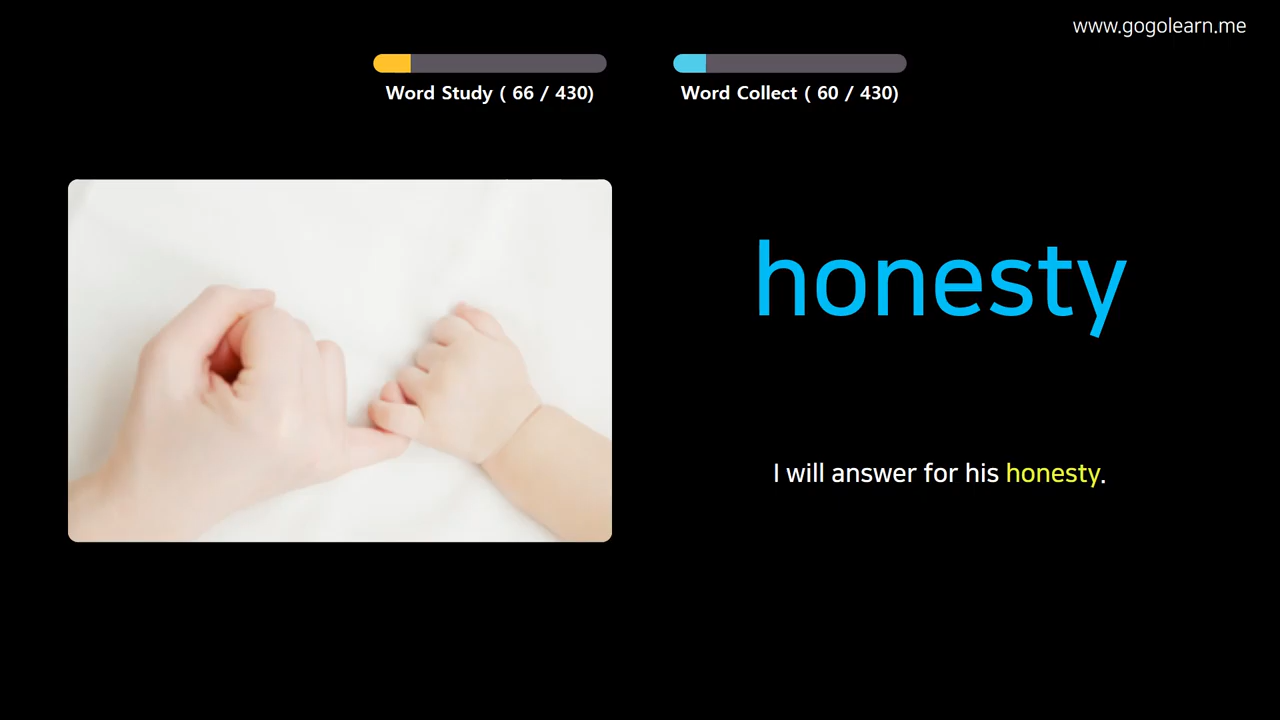 www.gogolearn.me
Word Study ( 66 / 430)
Word Collect ( 60 / 430)
honesty
I will answer for his honesty.